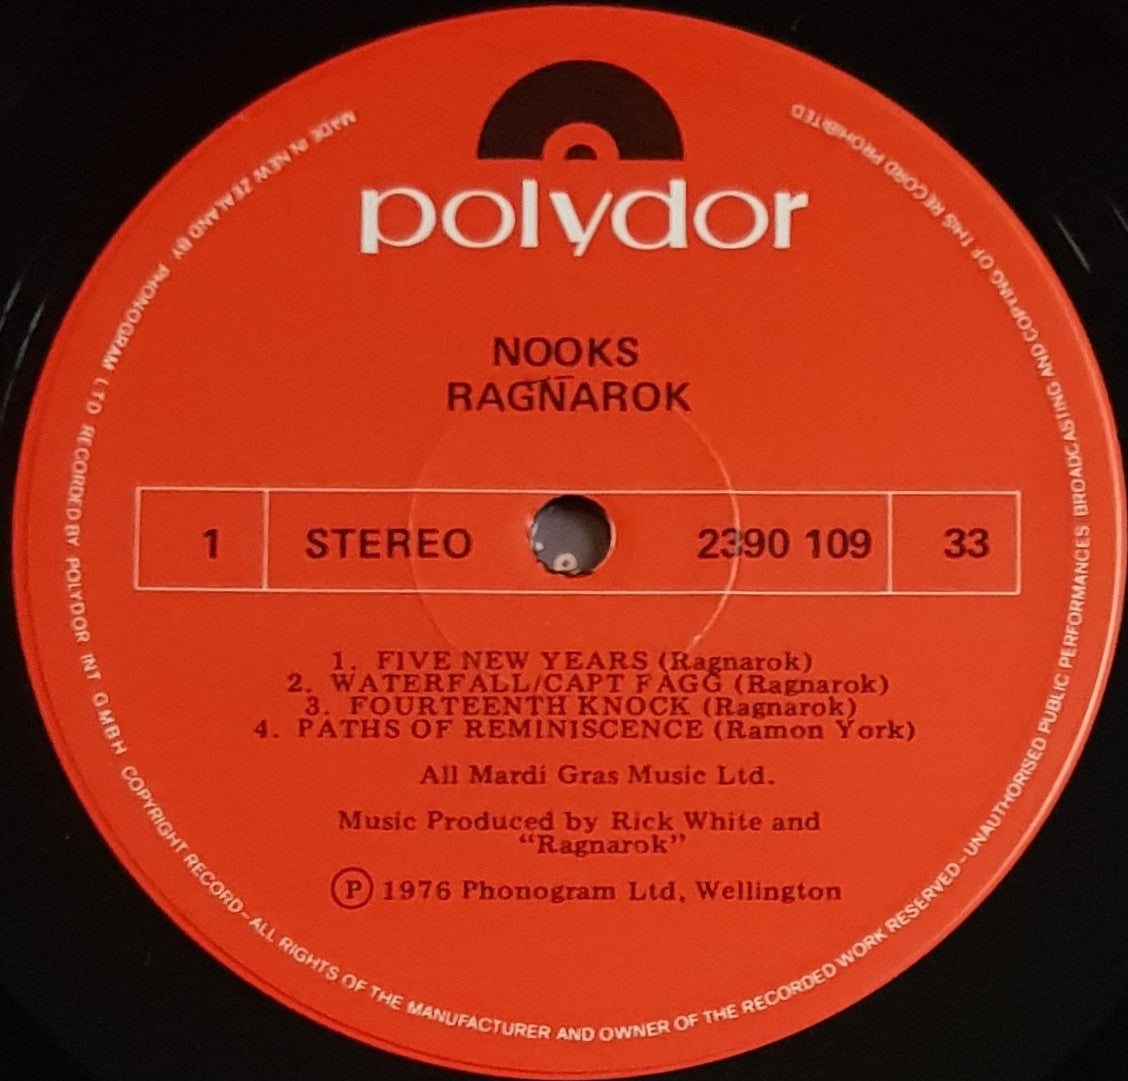 polydor
NOOKS
RAGNAROK
1 STEREO 2390 109 33
1. FIVE NEW YEARS (Ragnarok)
2. WATERFALL/CAPT FAGG (Ragnarok)
3. FOURTEENTH KNOCK (Ragnarok)
4. PATHS OF REMINISCENCE (Ramon York)
All Mardi Gras Music Ltd.
Music Produced by Rick White and
"Ragnarok"
Ⓟ 1976 Phonogram Ltd, Wellington
MADE IN NEW ZEALAND BY PHONOGRAM LTD RECORDED BY POLYDOR INT GMBH COPYRIGHT RECORD – ALL RIGHTS OF THE MANUFACTURER AND OWNER OF THE RECORDED WORK RESERVED – UNAUTHORISED PUBLIC PERFORMANCES BROADCASTING AND COPYING OF THIS RECORD PROHIBITED